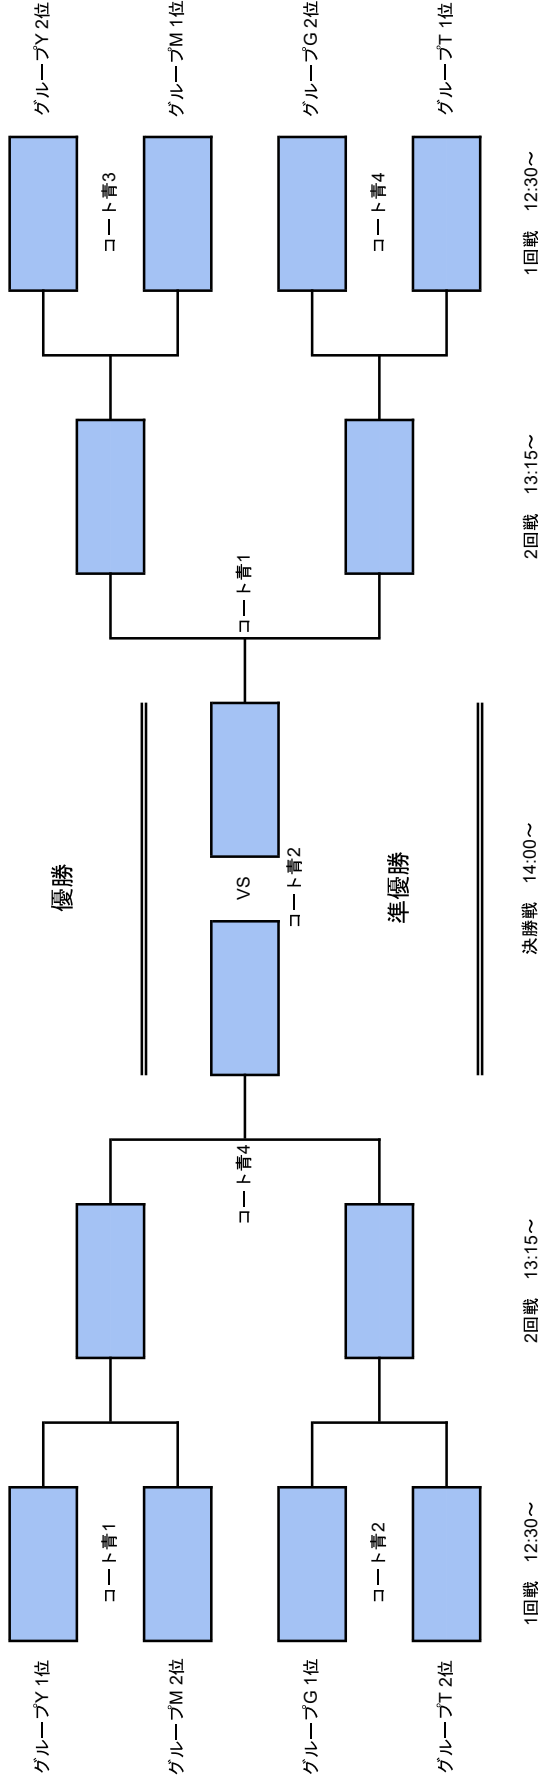 グループY 1位
グループM 2位
グループG 1位
グループT 2位
コート青1
コート青2
1回戦　12:30～
コート青4
2回戦　13:15～
優勝
VS
コート青2
準優勝
決勝戦　14:00～
コート青1
2回戦　13:15～
コート青3
コート青4
1回戦　12:30～
グループY 2位
グループM 1位
グループG 2位
グループT 1位